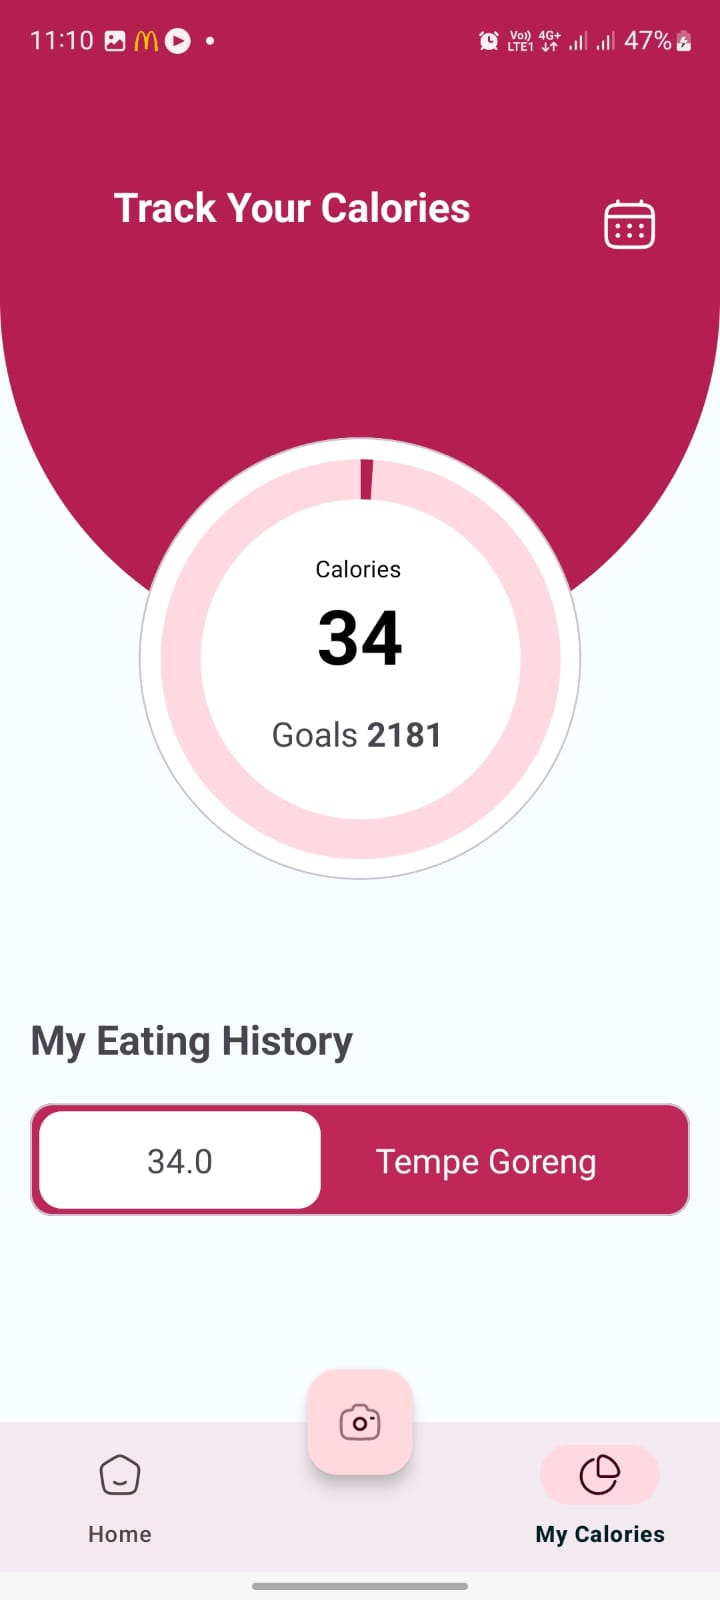 11:10
Vo)) 4G+
LTE1
47%
Track Your Calories
Calories
34
Goals 2181
My Eating History
34.0 Tempe Goreng
Home
My Calories